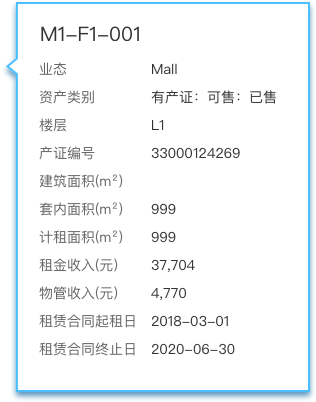 M1-F1-001
业态 Mall
资产类别 有产证：可售：已售
楼层 L1
产证编号 33000124269
建筑面积(m²)
套内面积(m²) 999
计租面积(m²) 999
租金收入(元) 37,704
物管收入(元) 4,770
租赁合同起租日 2018-03-01
租赁合同终止日 2020-06-30